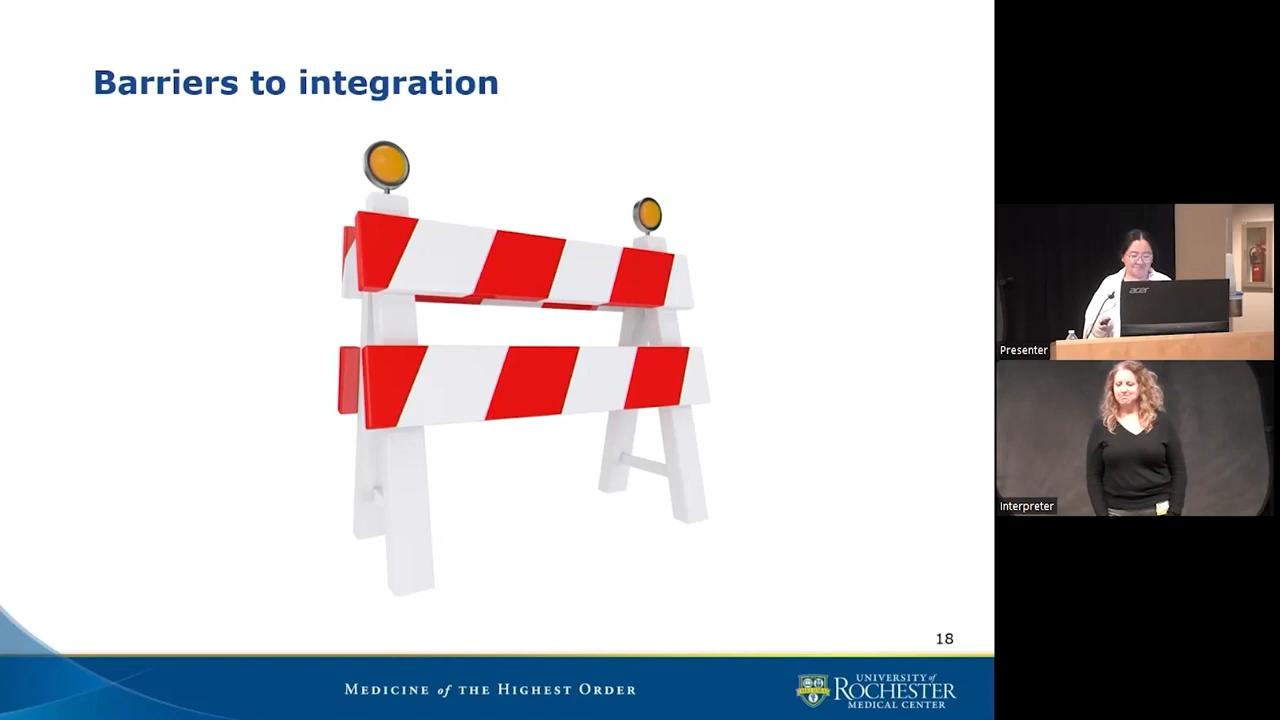 Barriers to integration
18
MEDICINE of THE HIGHEST ORDER
UNIVERSITY of
ROCHESTER
MEDICAL CENTER
acer
Presenter
Interpreter